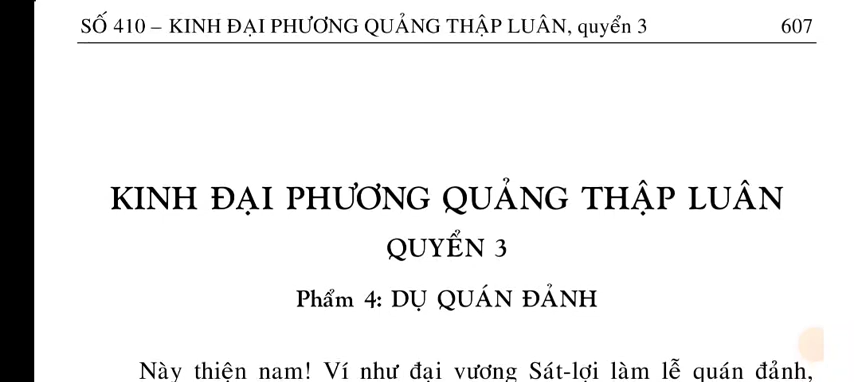 SỐ 410 – KINH ĐẠI PHƯƠNG QUẢNG THẬP LUÂN, quyển 3 607
KINH ĐẠI PHƯƠNG QUẢNG THẬP LUÂN
QUYỂN 3
Phẩm 4: DỤ QUÁN ĐẢNH
Này thiện nam! Ví như đại vương Sát-lợi làm lễ quán đảnh,